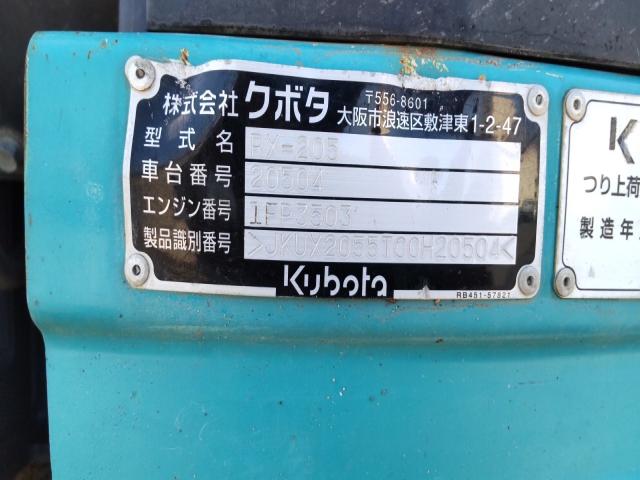 株式会社クボタ
〒556-8601
大阪市浪速区敷津東1-2-47
型式名 RX-205
車台番号 20504
エンジン番号
製品識別番号 >JKUX2055TC0H20504<
Kubota
RB451-57821
K
つり上荷
製造年